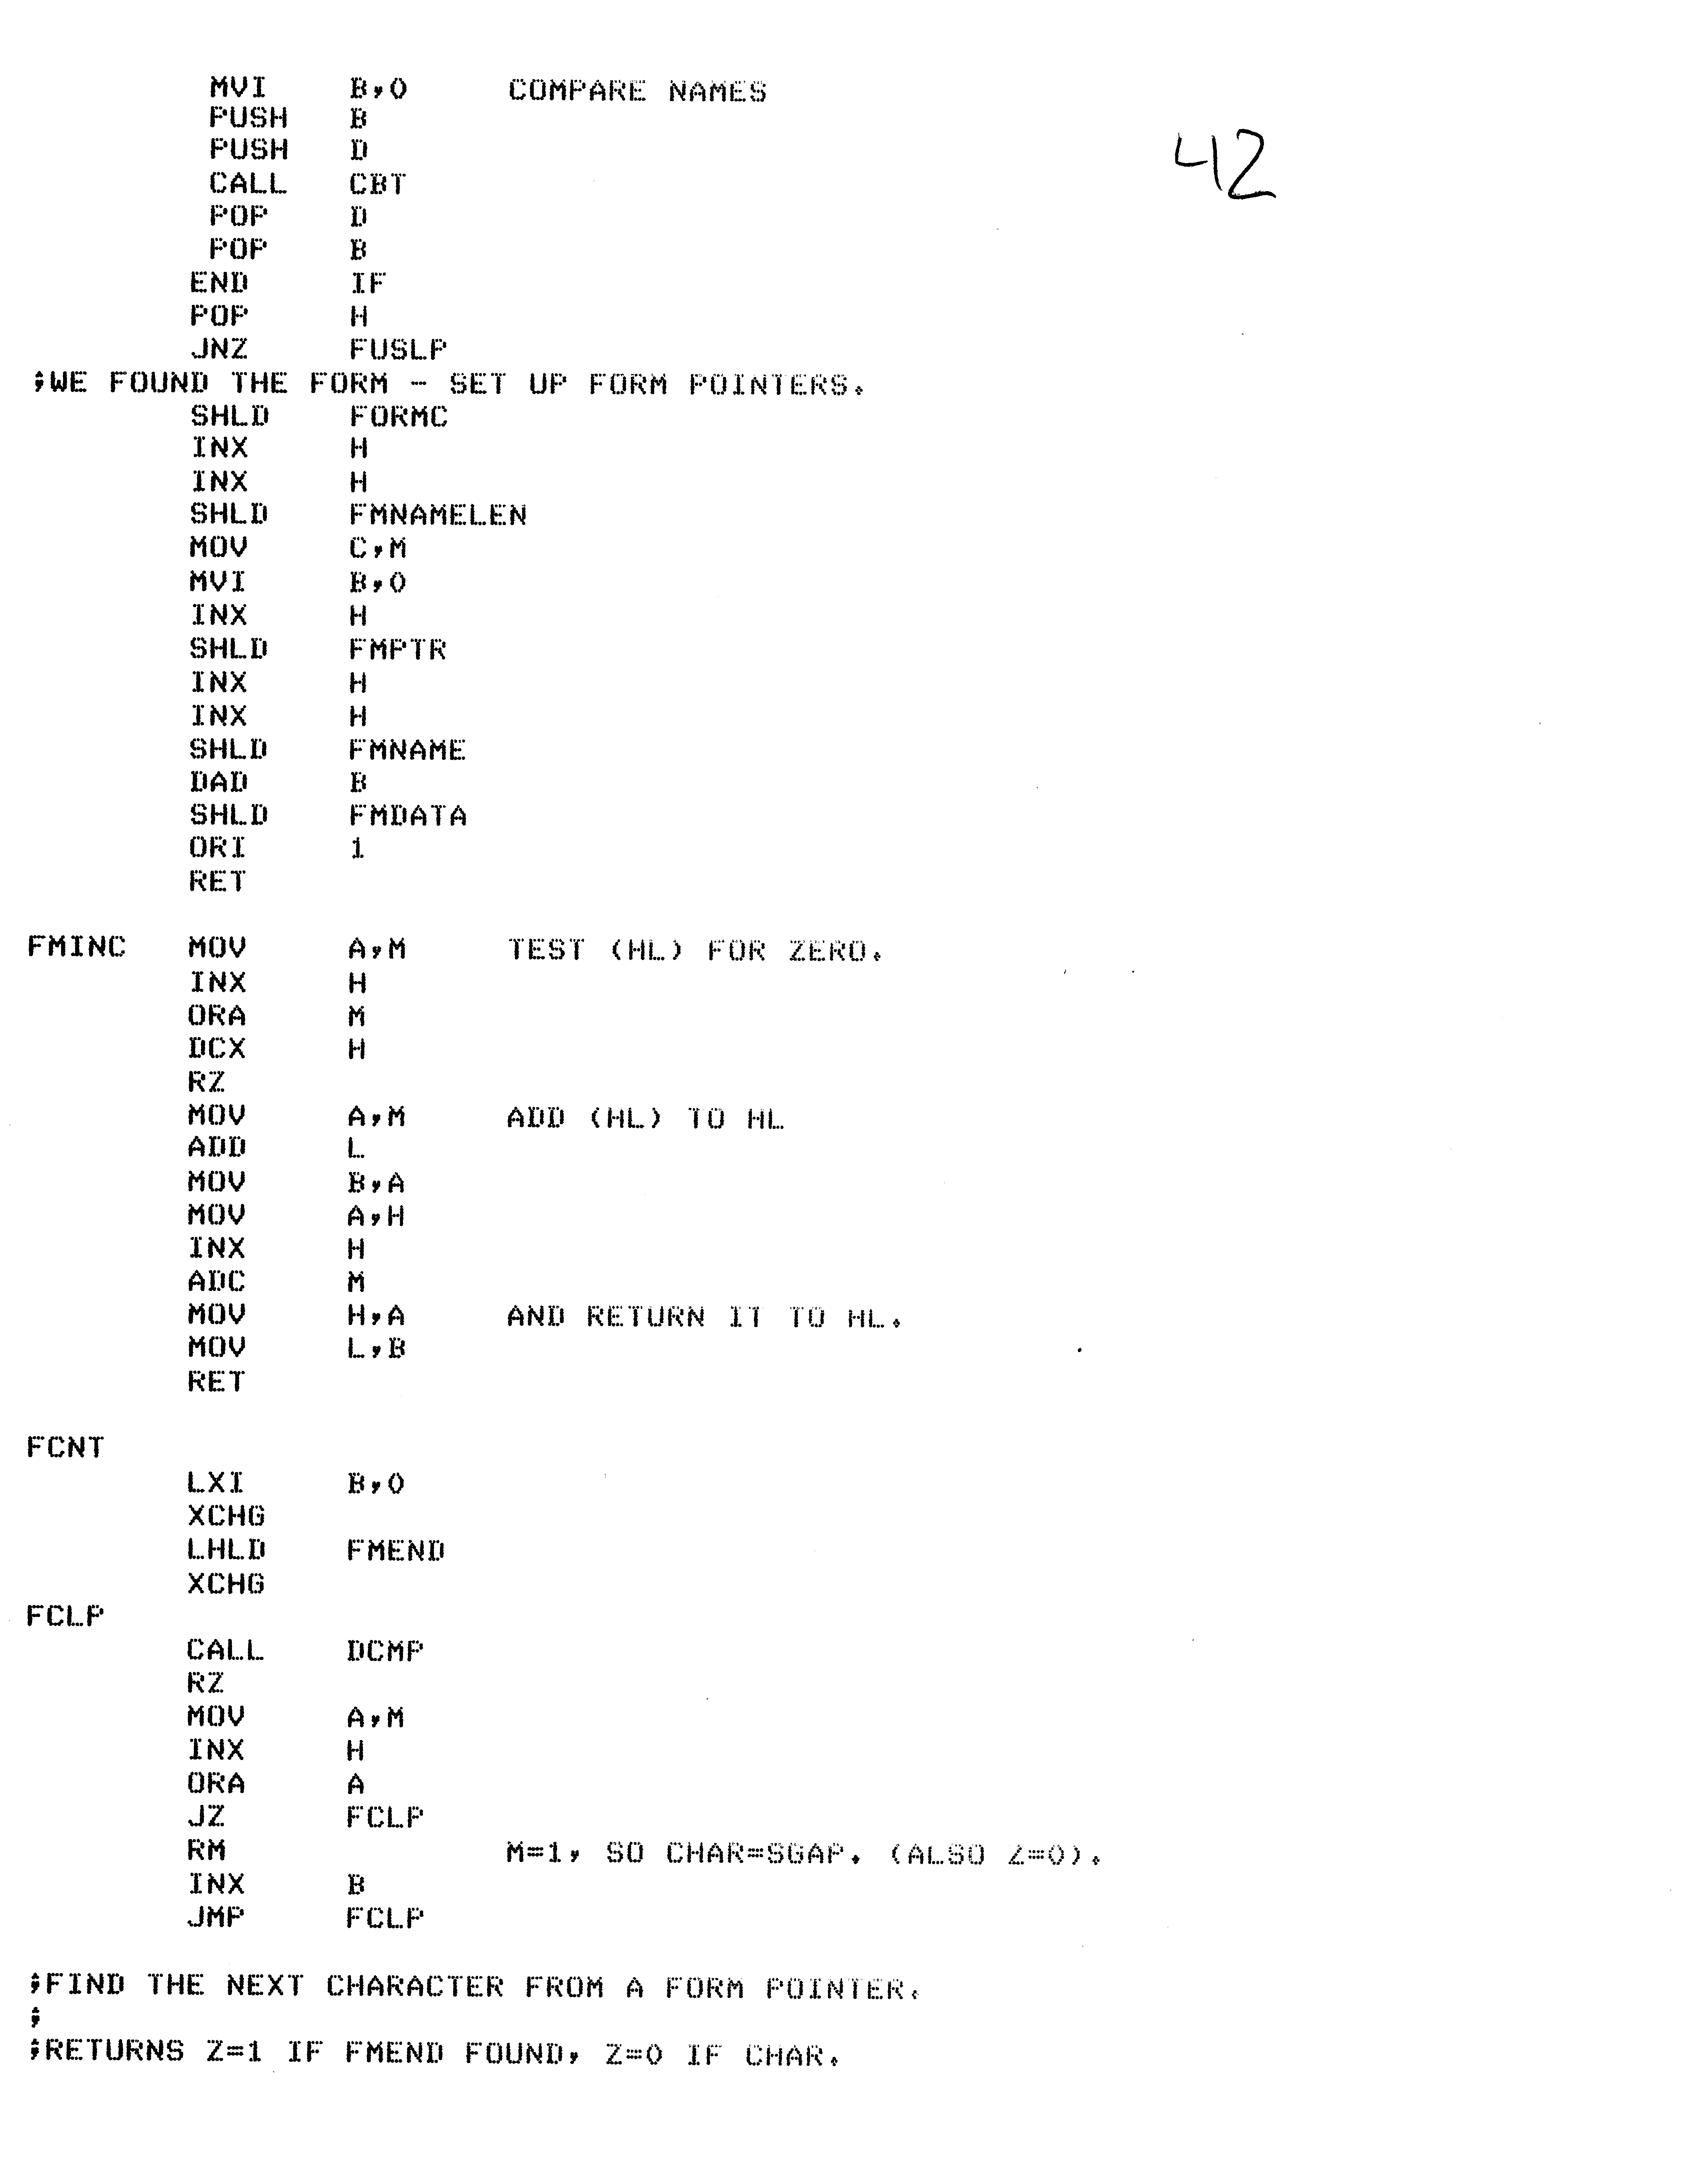 MVI B,0 COMPARE NAMES
PUSH B
PUSH D
42
CALL CBT
POP D
POP B
END IF
POP H
JNZ FUSLP
;WE FOUND THE FORM - SET UP FORM POINTERS.
SHLD FORMC
INX H
INX H
SHLD FMNAMELEN
MOV C,M
MVI B,0
INX H
SHLD FMPTR
INX H
INX H
SHLD FMNAME
DAD B
SHLD FMDATA
ORI 1
RET
FMINC MOV A,M TEST (HL) FOR ZERO.
INX H
ORA M
DCX H
RZ
MOV A,M ADD (HL) TO HL
ADD L
MOV B,A
MOV A,H
INX H
ADC M
MOV H,A AND RETURN IT TO HL.
MOV L,B
RET
FCNT
LXI B,0
XCHG
LHLD FMEND
XCHG
FCLP
CALL DCMP
RZ
MOV A,M
INX H
ORA A
JZ FCLP
RM M=1, SO CHAR=SGAP. (ALSO Z=0).
INX B
JMP FCLP
;FIND THE NEXT CHARACTER FROM A FORM POINTER.
;
;RETURNS Z=1 IF FMEND FOUND, Z=0 IF CHAR.